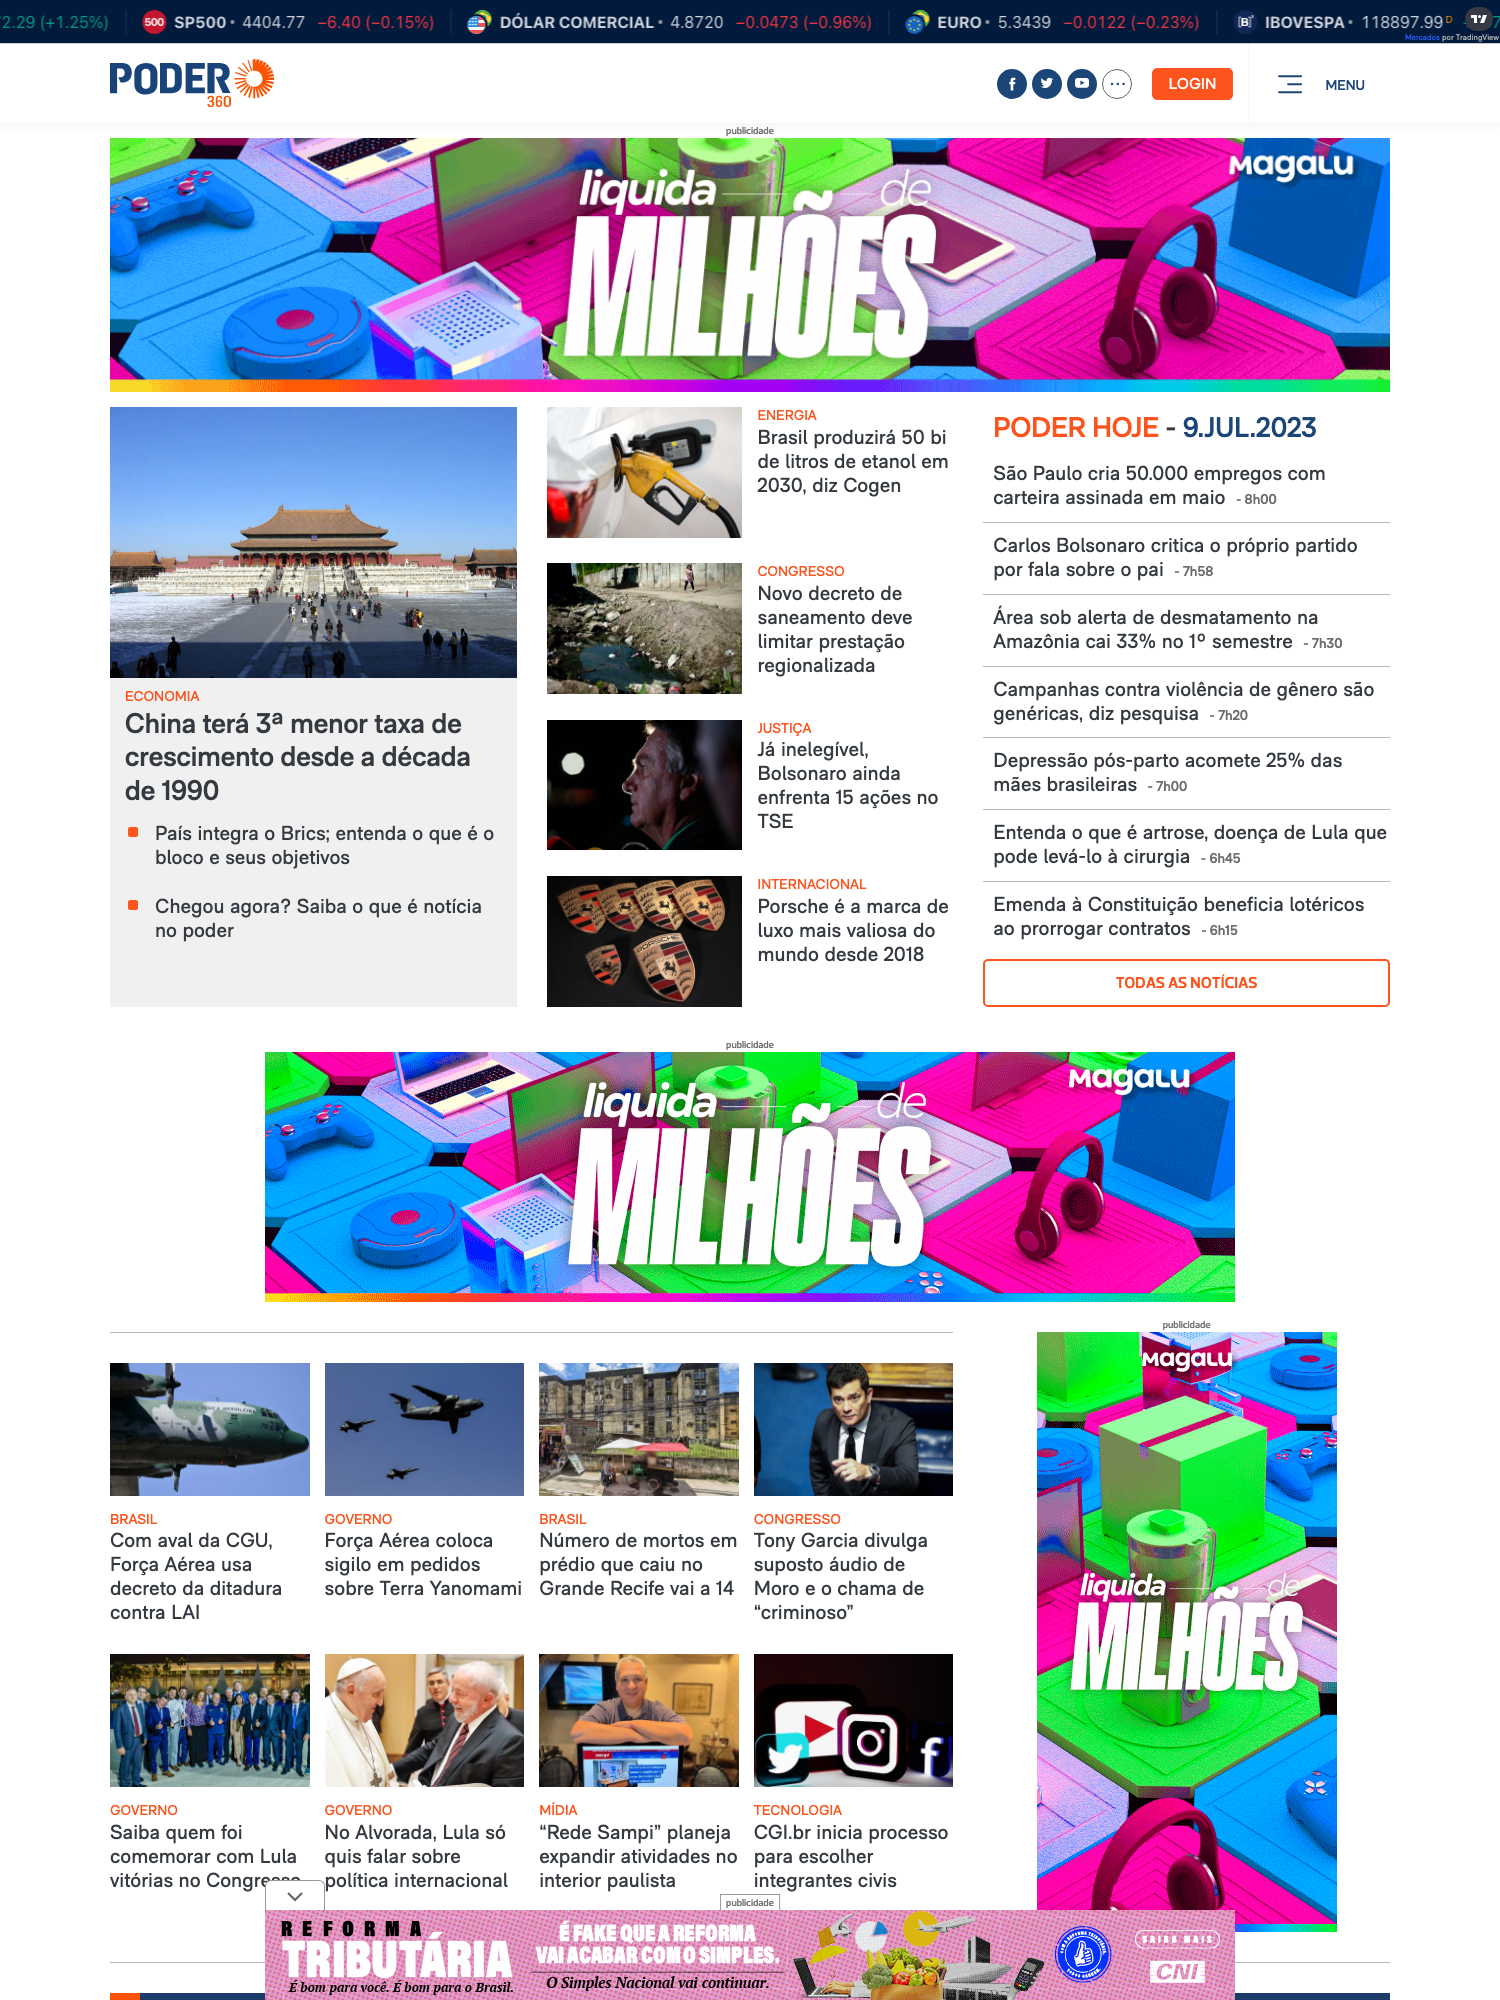 2.29 (+1.25%)
500 SP500 • 4404.77 −6.40 (−0.15%)
DÓLAR COMERCIAL • 4.8720 −0.0473 (−0.96%)
EURO • 5.3439 −0.0122 (−0.23%)
IBOVESPA • 118897.99 D
Mercados por TradingView
PODER
360
LOGIN
MENU
publicidade
liquida de
MILHÕES
MAGALU
ECONOMIA
China terá 3ª menor taxa de
crescimento desde a década
de 1990
País integra o Brics; entenda o que é o
bloco e seus objetivos
Chegou agora? Saiba o que é notícia
no poder
ENERGIA
Brasil produzirá 50 bi
de litros de etanol em
2030, diz Cogen
CONGRESSO
Novo decreto de
saneamento deve
limitar prestação
regionalizada
JUSTIÇA
Já inelegível,
Bolsonaro ainda
enfrenta 15 ações no
TSE
PORSCHE
INTERNACIONAL
Porsche é a marca de
luxo mais valiosa do
mundo desde 2018
PODER HOJE - 9.JUL.2023
São Paulo cria 50.000 empregos com
carteira assinada em maio - 8h00
Carlos Bolsonaro critica o próprio partido
por fala sobre o pai - 7h58
Área sob alerta de desmatamento na
Amazônia cai 33% no 1º semestre - 7h30
Campanhas contra violência de gênero são
genéricas, diz pesquisa - 7h20
Depressão pós-parto acomete 25% das
mães brasileiras - 7h00
Entenda o que é artrose, doença de Lula que
pode levá-lo à cirurgia - 6h45
Emenda à Constituição beneficia lotéricos
ao prorrogar contratos - 6h15
TODAS AS NOTÍCIAS
publicidade
liquida de
MILHÕES
MAGALU
publicidade
MAGALU
liquida de
MILHÕES
BRASIL
Com aval da CGU,
Força Aérea usa
decreto da ditadura
contra LAI
GOVERNO
Força Aérea coloca
sigilo em pedidos
sobre Terra Yanomami
BRASIL
Número de mortos em
prédio que caiu no
Grande Recife vai a 14
CONGRESSO
Tony Garcia divulga
suposto áudio de
Moro e o chama de
“criminoso”
GOVERNO
Saiba quem foi
comemorar com Lula
vitórias no Congresso
GOVERNO
No Alvorada, Lula só
quis falar sobre
política internacional
MÍDIA
“Rede Sampi” planeja
expandir atividades no
interior paulista
TECNOLOGIA
CGI.br inicia processo
para escolher
integrantes civis
publicidade
REFORMA
TRIBUTÁRIA
É bom para você. É bom para o Brasil.
É FAKE QUE A REFORMA
VAI ACABAR COM O SIMPLES.
O Simples Nacional vai continuar.
SAIBA MAIS
CNI